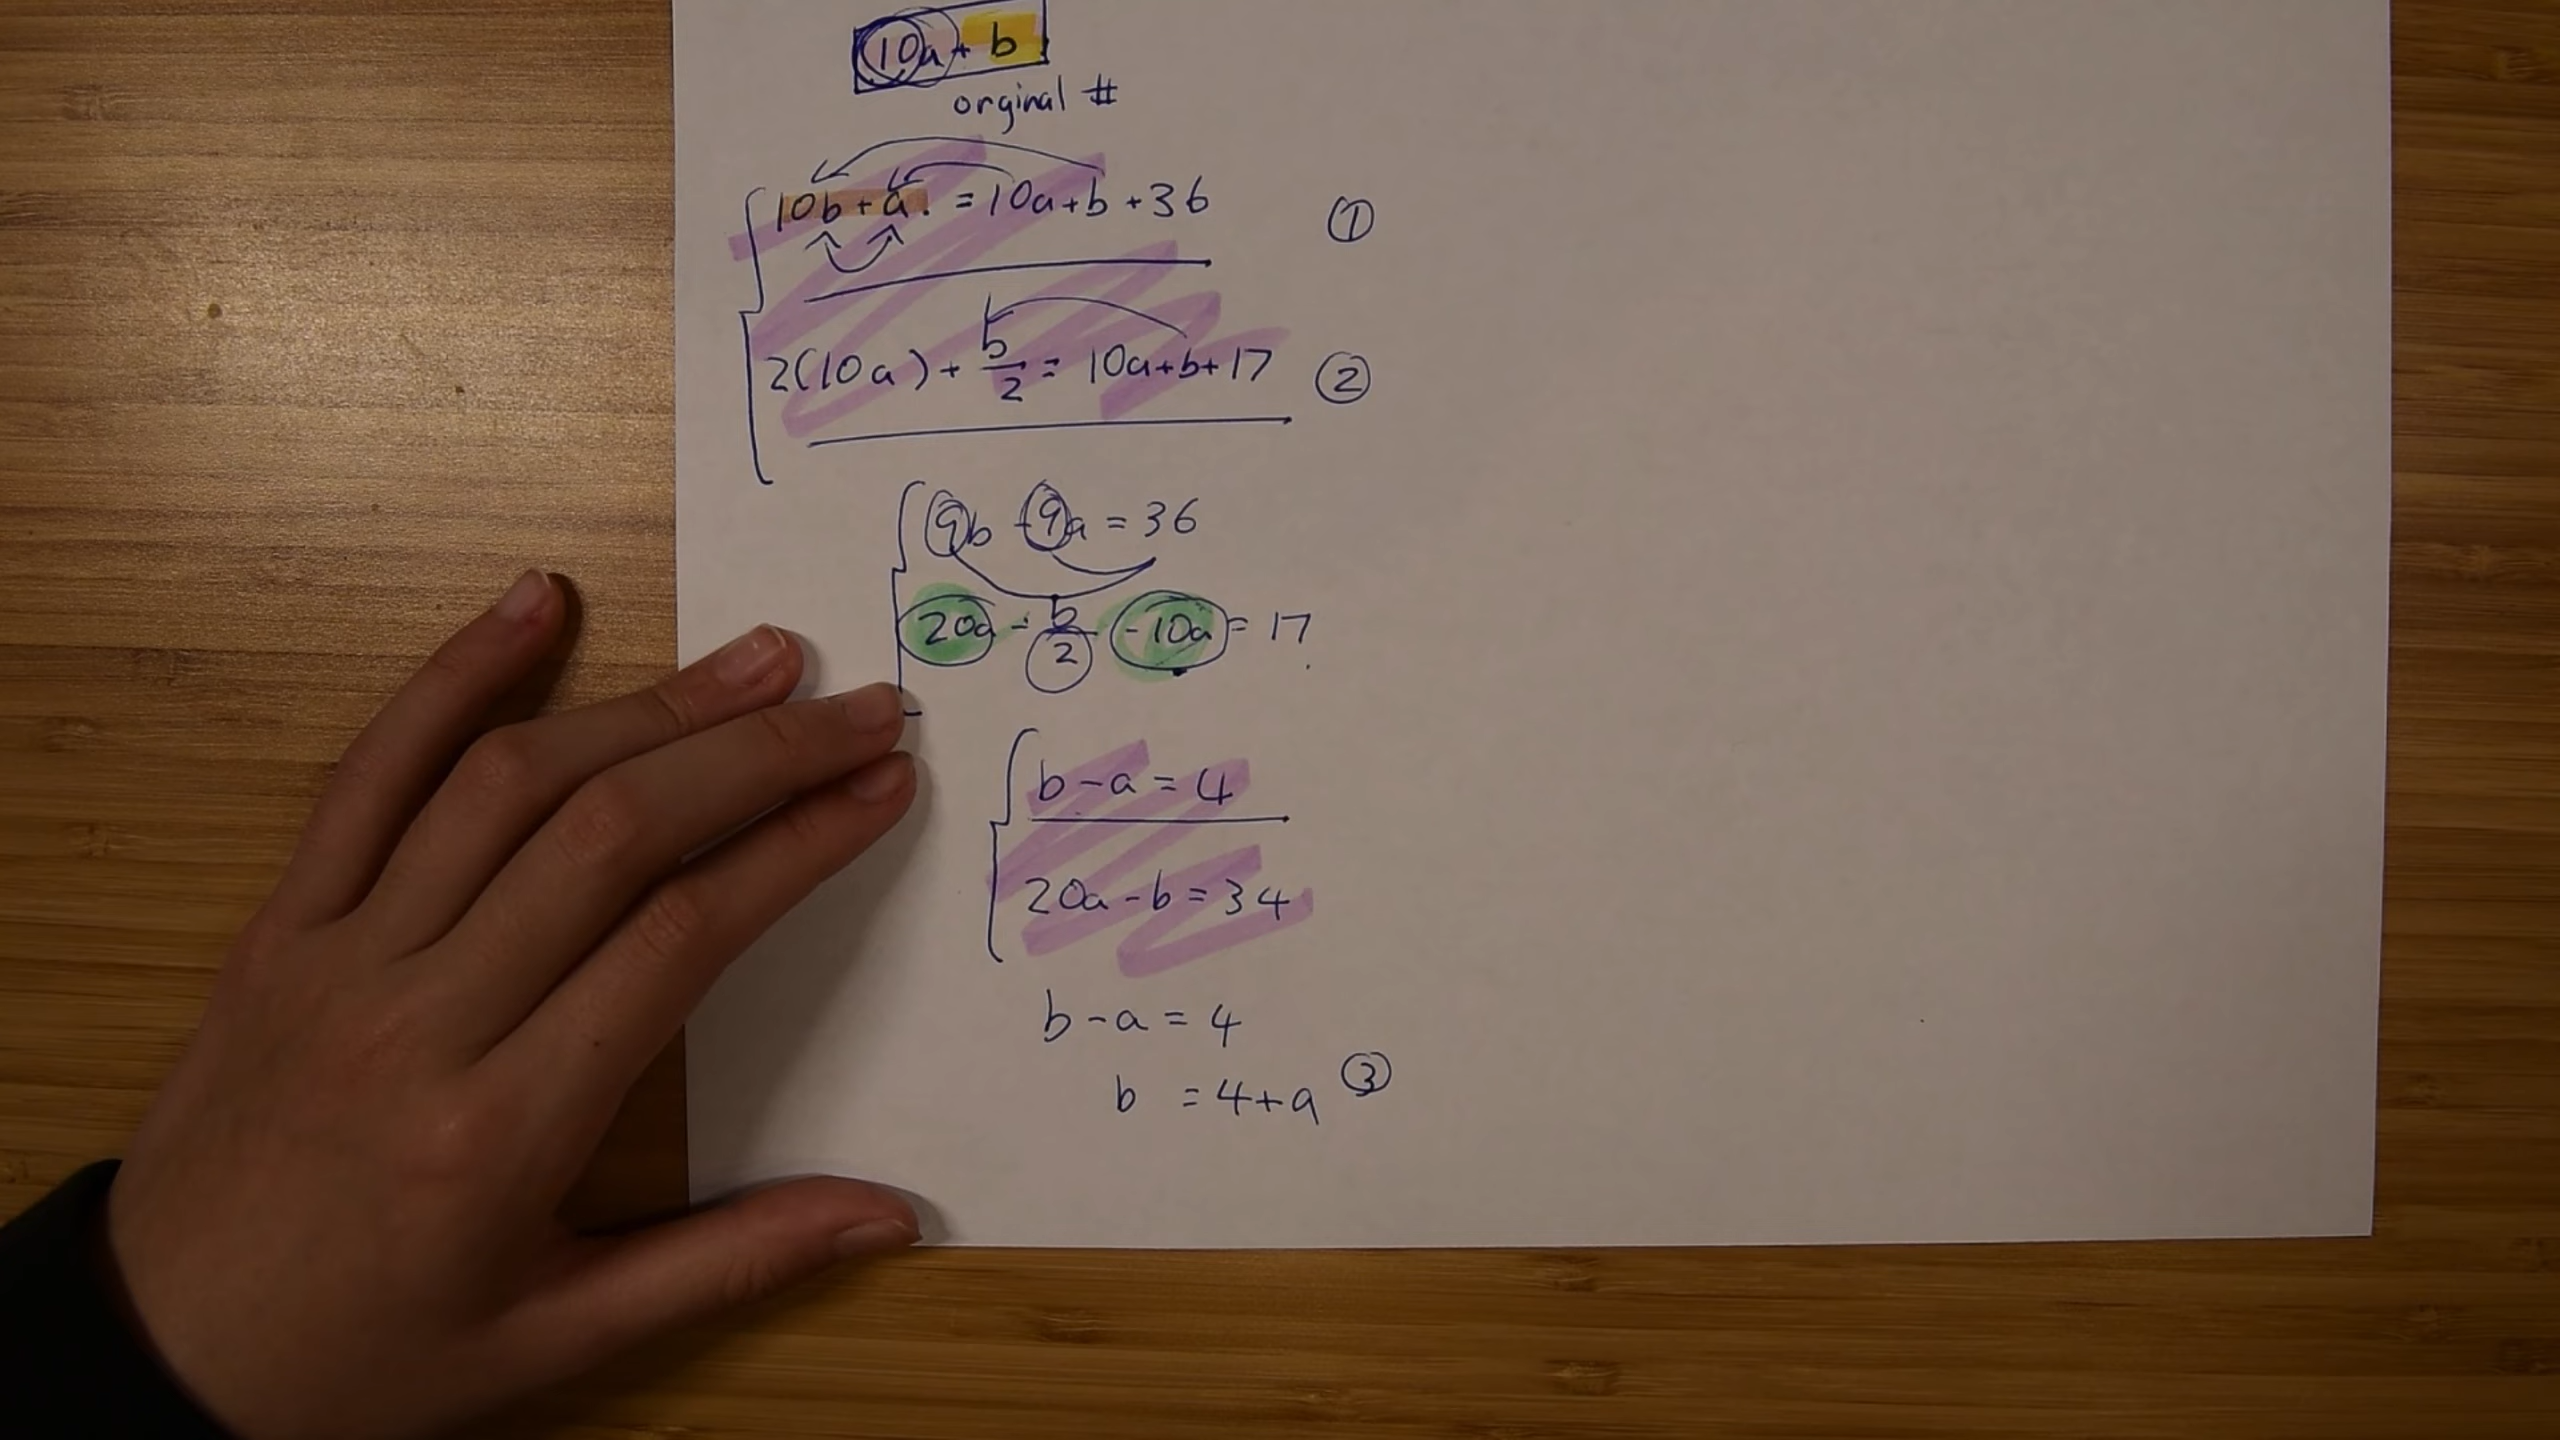 10a + b
orginal #
10b + a. = 10a + b + 36 ①
2(10a) + b/2 = 10a + b + 17 ②
9b - 9a = 36
20a - b/2 - 10a = 17
b - a = 4
20a - b = 34
b - a = 4
b = 4 + a ③